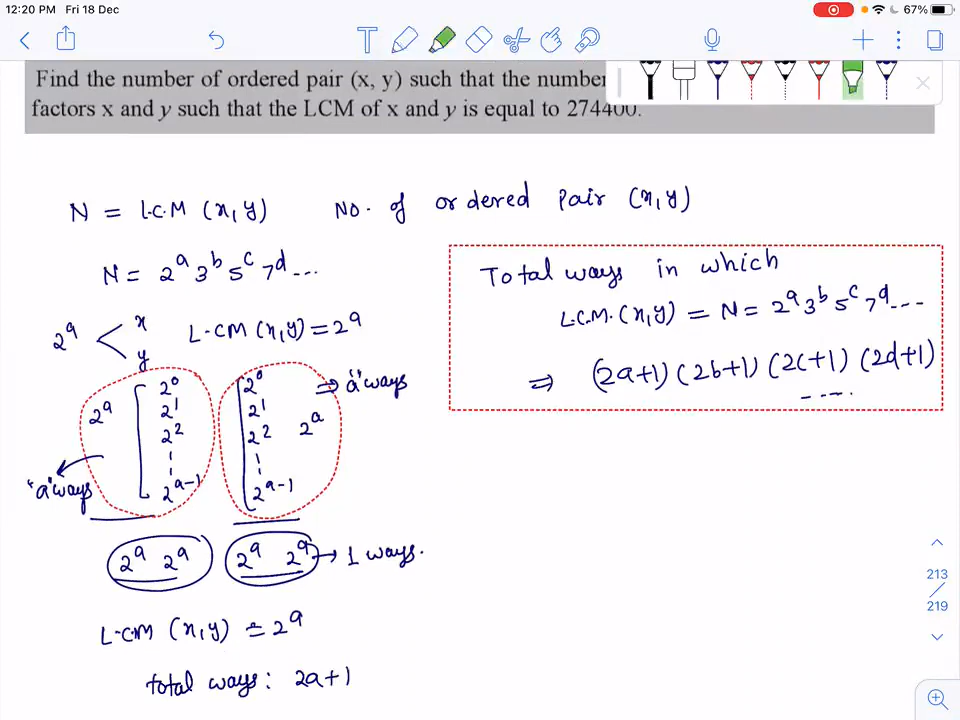 12:20 PM Fri 18 Dec
67%
Find the number of ordered pair (x, y) such that the number
factors x and y such that the LCM of x and y is equal to 274400.
N = L.C.M (x, y) No. of ordered pair (x, y)
N = 2^a 3^b 5^c 7^d ...
2^a < x y L.CM (x, y) = 2^a
2^a [ 2^0 2^1 2^2 ⋮ 2^{a-1}
"a" ways
[ 2^0 2^1 2^2 ⋮ 2^{a-1} 2^a
⇒ "a" ways
2^a 2^a 2^a 2^a → 1 ways.
L.CM (x, y) = 2^a
total ways: 2a+1
Total ways in which
L.C.M. (x, y) = N = 2^a 3^b 5^c 7^d ...
⇒ (2a+1) (2b+1) (2c+1) (2d+1)
.....
213
/
219